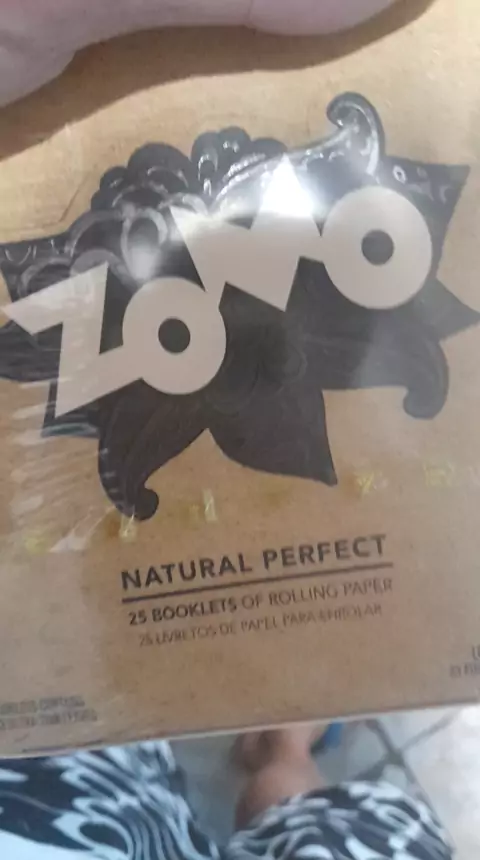 ZOMO
NATURAL PERFECT
25 BOOKLETS OF ROLLING PAPER
25 LIVRETOS DE PAPEL PARA ENROLAR